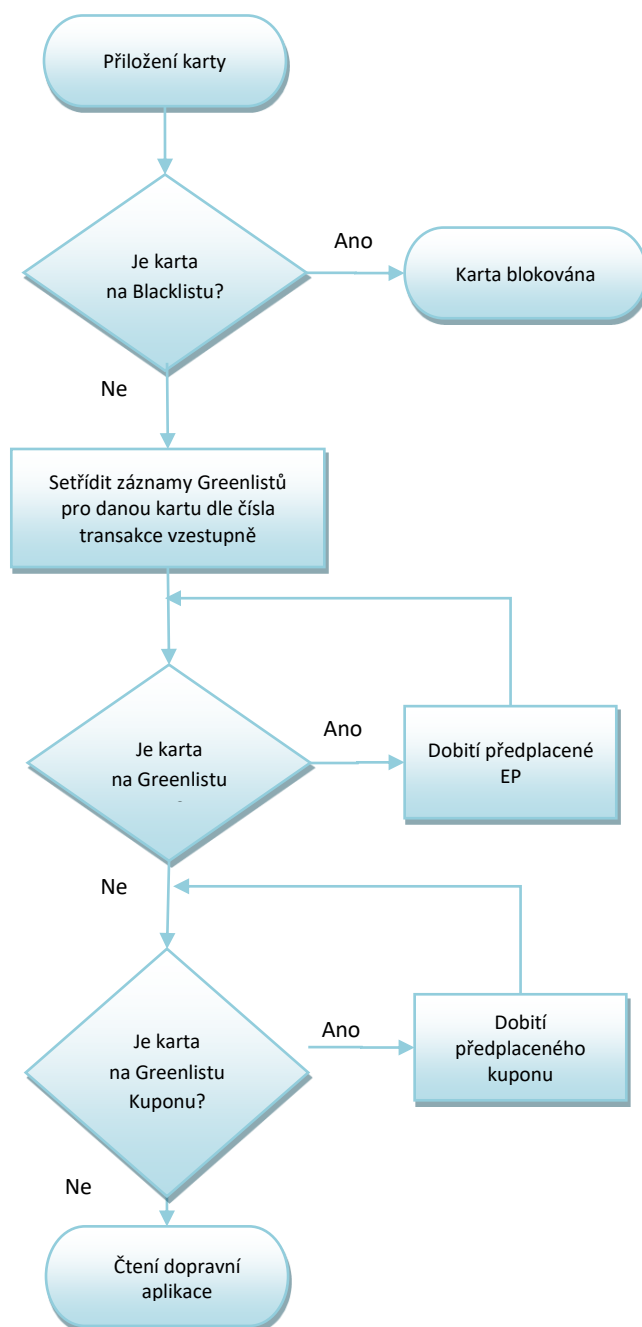 Přiložení karty
Je karta
na Blacklistu?
Ano
Karta blokována
Ne
Setřídit záznamy Greenlistů
pro danou kartu dle čísla
transakce vzestupně
Je karta
na Greenlistu
Ano
Dobití předplacené
EP
Ne
Je karta
na Greenlistu
Kuponu?
Ano
Dobití
předplaceného
kuponu
Ne
Čtení dopravní
aplikace